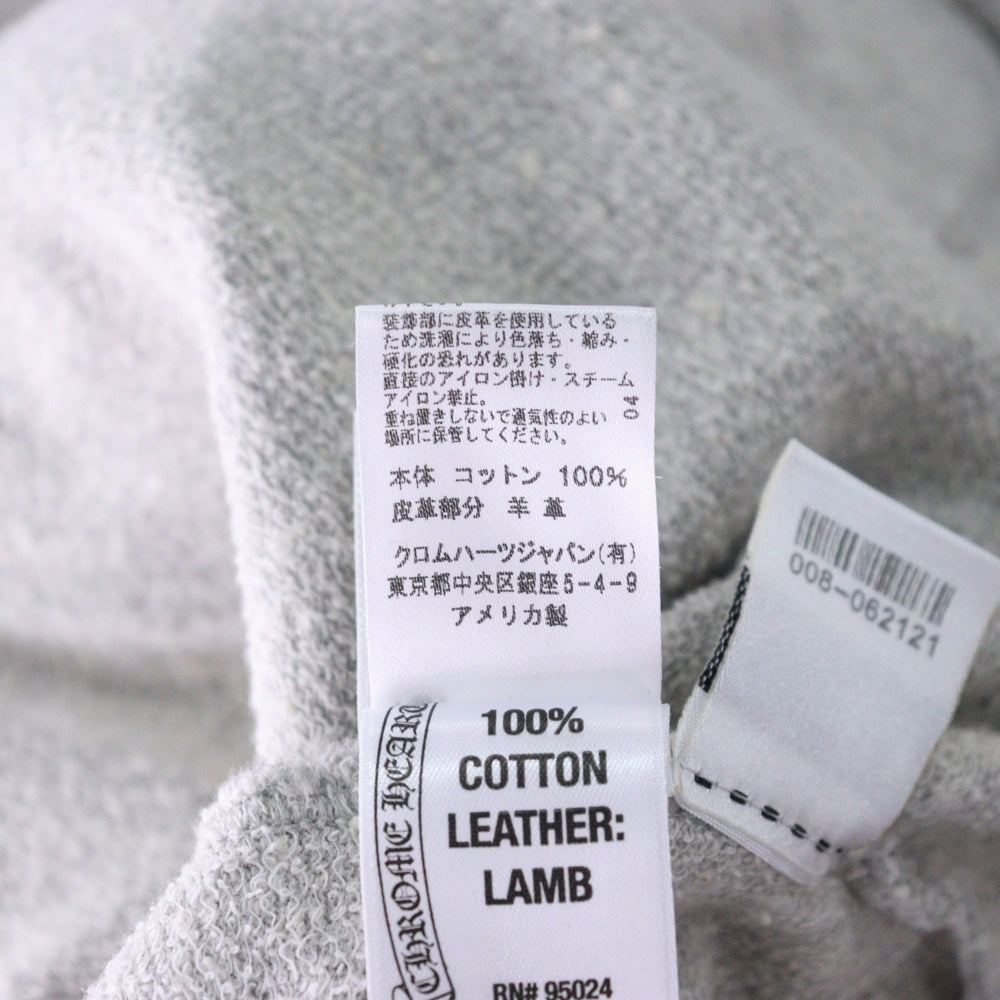 装飾部に皮革を使用している
ため洗濯により色落ち・縮み・
硬化の恐れがあります。
直接のアイロン掛け・スチーム
アイロン禁止。
重ね置きしないで通気性のよい
場所に保管してください。
04
本体 コットン 100%
皮革部分 羊 革
クロムハーツジャパン(有)
東京都中央区銀座5-4-9
アメリカ製
008-062121
CHROME HEAR
100%
COTTON
LEATHER:
LAMB
RN# 95024